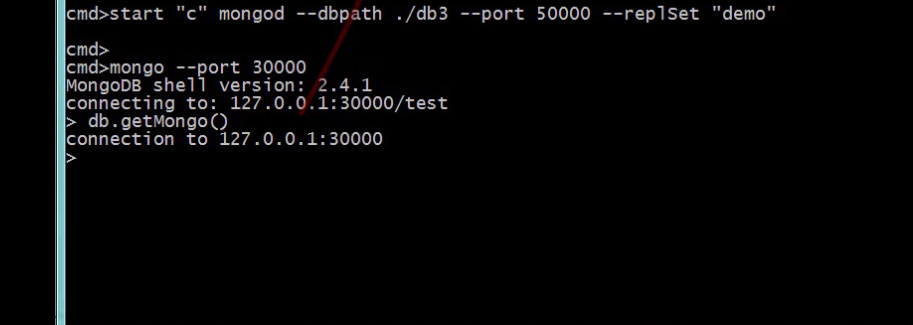 cmd>start "c" mongod --dbpath ./db3 --port 50000 --replSet "demo"
cmd>
cmd>mongo --port 30000
MongoDB shell version: 2.4.1
connecting to: 127.0.0.1:30000/test
> db.getMongo()
connection to 127.0.0.1:30000
>